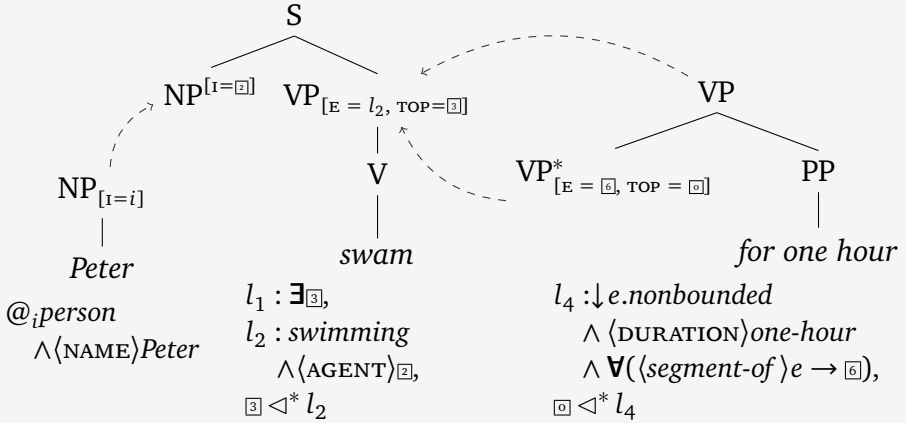 S
NP[I=2] VP[E = l₂, TOP=3]
VP
NP[I=i]
V
VP*[E = 6, TOP = 0]
PP
Peter
swam
for one hour
@ᵢperson
∧⟨NAME⟩Peter
l₁ : ∃3,
l₂ : swimming
∧⟨AGENT⟩2,
3 ◁* l₂
l₄ :↓e.nonbounded
∧ ⟨DURATION⟩one-hour
∧ ∀(⟨segment-of ⟩e → 6),
0 ◁* l₄